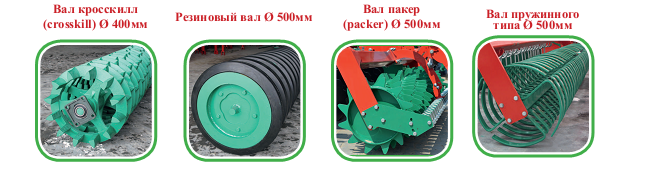 Вал кросскилл
(crosskill) Ø 400мм
Резиновый вал Ø 500мм
Вал пакер
(packer) Ø 500мм
Вал пружинного
типа Ø 500мм